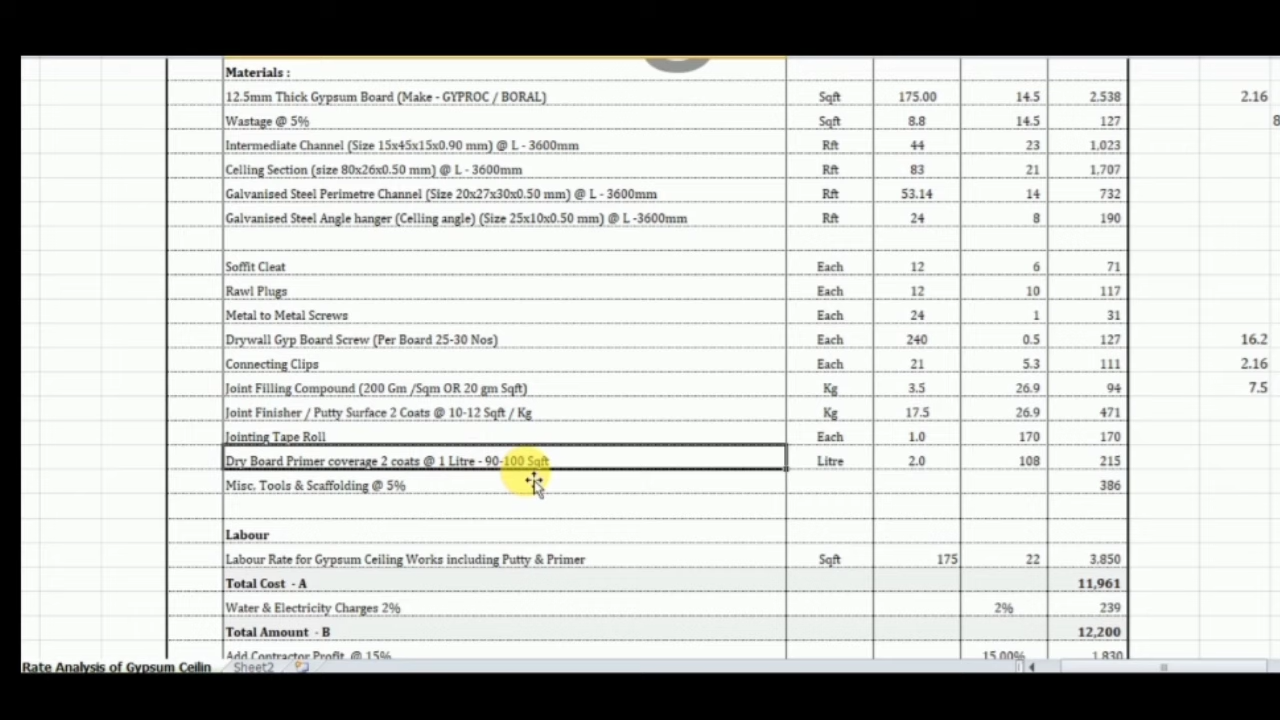 Materials :
12.5mm Thick Gypsum Board (Make - GYPROC / BORAL) Sqft 175.00 14.5 2,538 2.16
Wastage @ 5% Sqft 8.8 14.5 127 8
Intermediate Channel (Size 15x45x15x0.90 mm) @ L - 3600mm Rft 44 23 1,023
Celling Section (size 80x26x0.50 mm) @ L - 3600mm Rft 83 21 1,707
Galvanised Steel Perimetre Channel (Size 20x27x30x0.50 mm) @ L - 3600mm Rft 53.14 14 732
Galvanised Steel Angle hanger (Celling angle) (Size 25x10x0.50 mm) @ L -3600mm Rft 24 8 190
Soffit Cleat Each 12 6 71
Rawl Plugs Each 12 10 117
Metal to Metal Screws Each 24 1 31
Drywall Gyp Board Screw (Per Board 25-30 Nos) Each 240 0.5 127 16.2
Connecting Clips Each 21 5.3 111 2.16
Joint Filling Compound (200 Gm /Sqm OR 20 gm Sqft) Kg 3.5 26.9 94 7.5
Joint Finisher / Putty Surface 2 Coats @ 10-12 Sqft / Kg Kg 17.5 26.9 471
Jointing Tape Roll Each 1.0 170 170
Dry Board Primer coverage 2 coats @ 1 Litre - 90-100 Sqft Litre 2.0 108 215
Misc. Tools & Scaffolding @ 5% 386
Labour
Labour Rate for Gypsum Ceiling Works including Putty & Primer Sqft 175 22 3,850
Total Cost - A 11,961
Water & Electricity Charges 2% 2% 239
Total Amount - B 12,200
Add Contractor Profit @ 15% 15.00% 1,830
Rate Analysis of Gypsum Ceilin Sheet2